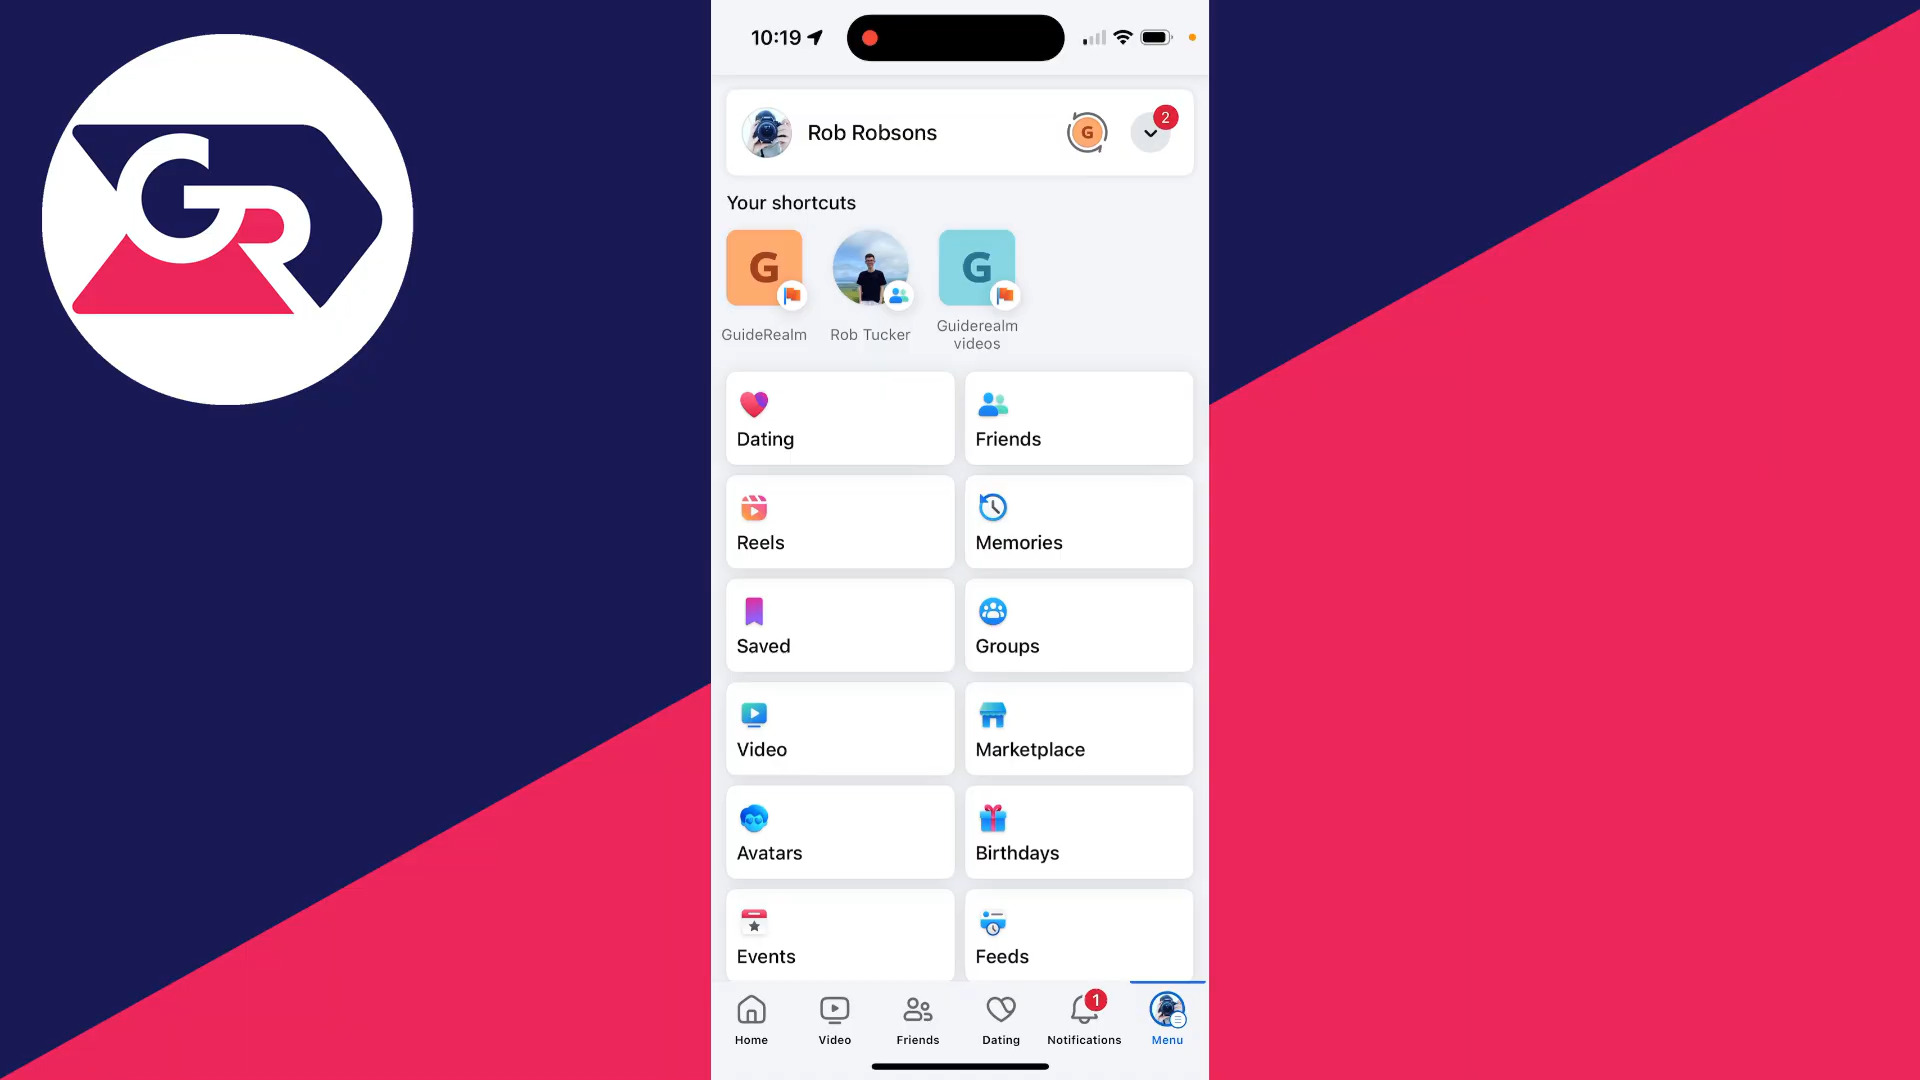 GR
10:19
Rob Robsons
G
2
Your shortcuts
G
G
GuideRealm
Rob Tucker
Guiderealm
videos
Dating
Friends
Reels
Memories
Saved
Groups
Video
Marketplace
Avatars
Birthdays
Events
Feeds
1
Home
Video
Friends
Dating
Notifications
Menu